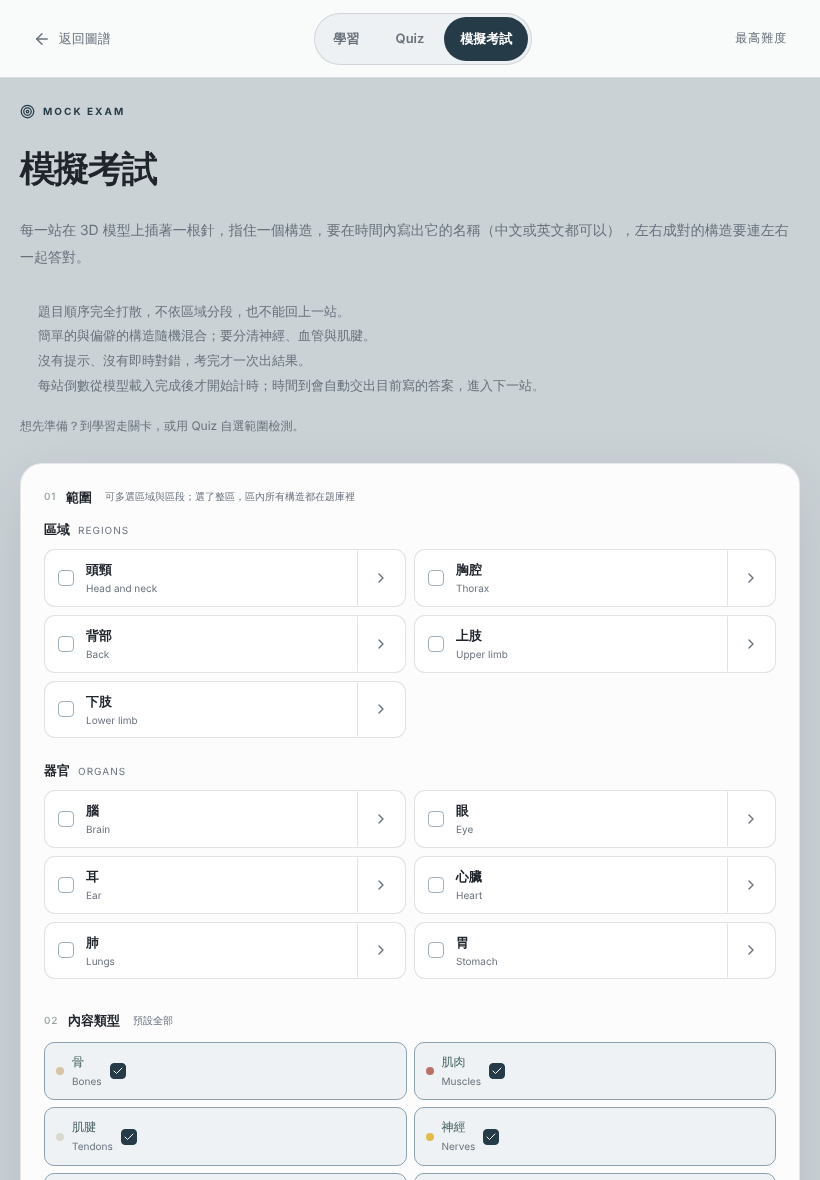 返回圖譜
學習
Quiz
模擬考試
最高難度
MOCK EXAM
模擬考試
每一站在 3D 模型上插著一根針，指住一個構造，要在時間內寫出它的名稱（中文或英文都可以），左右成對的構造要連左右
一起答對。
題目順序完全打散，不依區域分段，也不能回上一站。
簡單的與偏僻的構造隨機混合；要分清神經、血管與肌腱。
沒有提示、沒有即時對錯，考完才一次出結果。
每站倒數從模型載入完成後才開始計時；時間到會自動交出目前寫的答案，進入下一站。
想先準備？到學習走關卡，或用 Quiz 自選範圍檢測。
01 範圍 可多選區域與區段；選了整區，區內所有構造都在題庫裡
區域 REGIONS
頭頸
Head and neck
胸腔
Thorax
背部
Back
上肢
Upper limb
下肢
Lower limb
器官 ORGANS
腦
Brain
眼
Eye
耳
Ear
心臟
Heart
肺
Lungs
胃
Stomach
02 內容類型 預設全部
骨
Bones
肌肉
Muscles
肌腱
Tendons
神經
Nerves